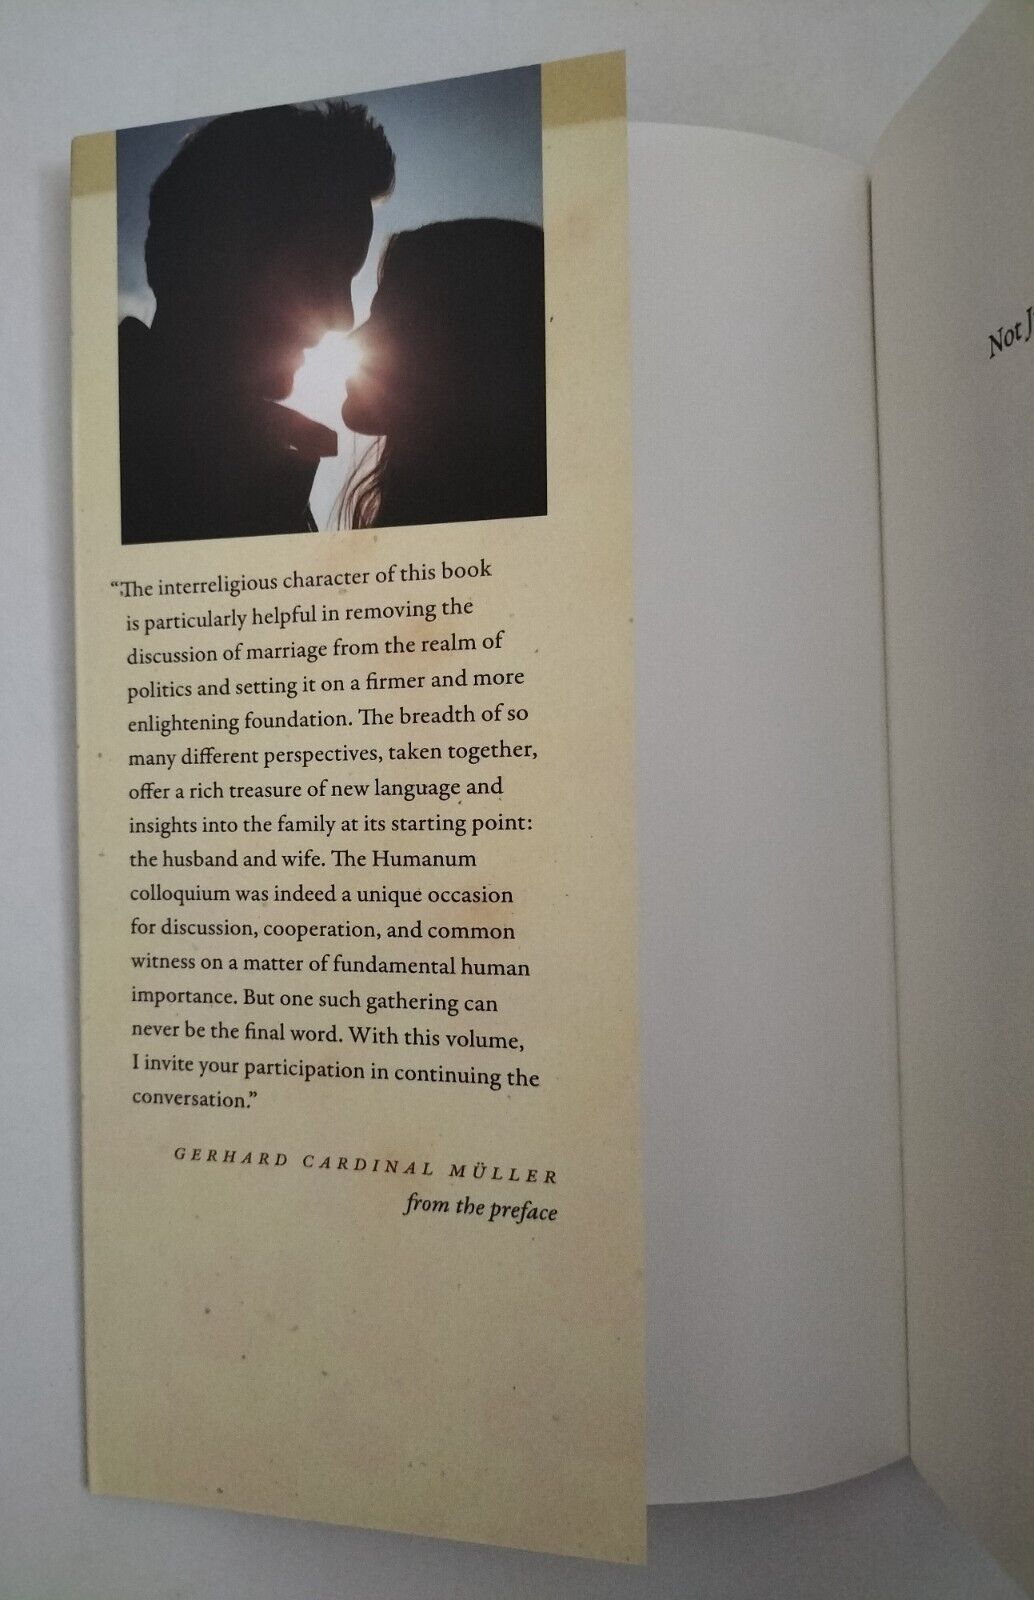 “The interreligious character of this book
is particularly helpful in removing the
discussion of marriage from the realm of
politics and setting it on a firmer and more
enlightening foundation. The breadth of so
many different perspectives, taken together,
offer a rich treasure of new language and
insights into the family at its starting point:
the husband and wife. The Humanum
colloquium was indeed a unique occasion
for discussion, cooperation, and common
witness on a matter of fundamental human
importance. But one such gathering can
never be the final word. With this volume,
I invite your participation in continuing the
conversation.”
GERHARD CARDINAL MÜLLER
from the preface
Not